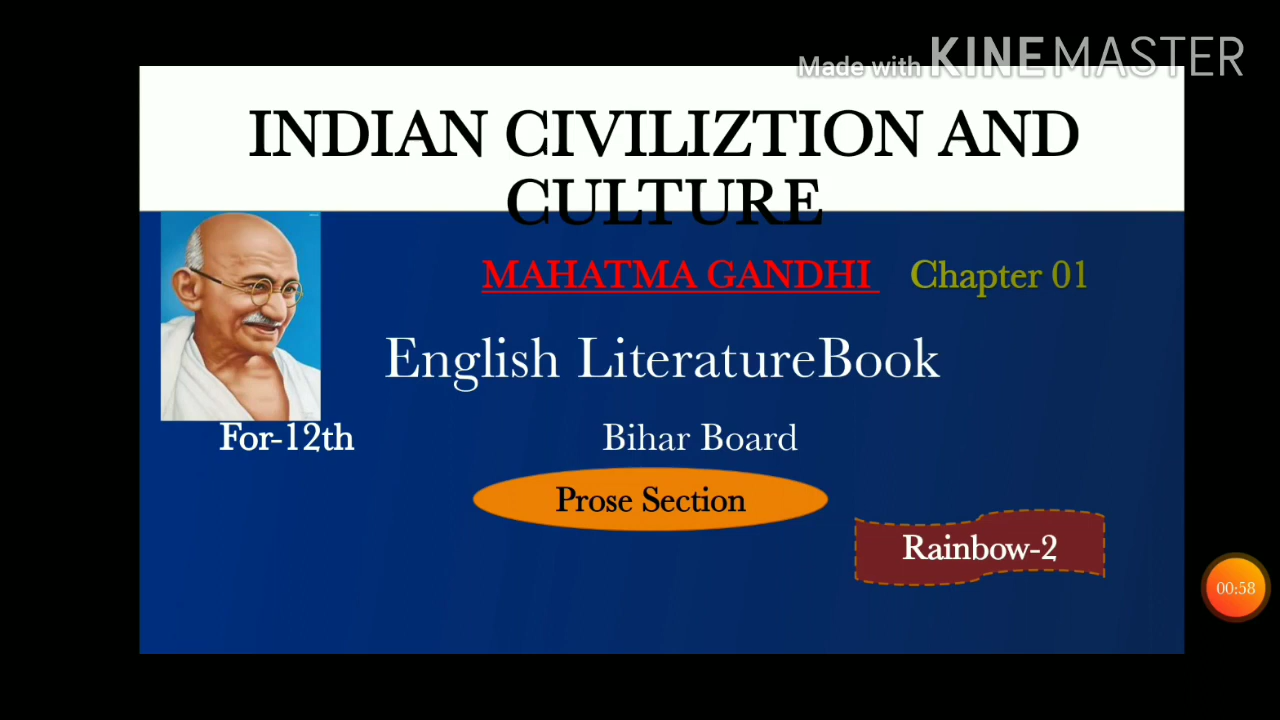 Made with KINEMASTER
INDIAN CIVILIZTION AND
CULTURE
MAHATMA GANDHI Chapter 01
English LiteratureBook
For-12th Bihar Board
Prose Section
Rainbow-2
00:58